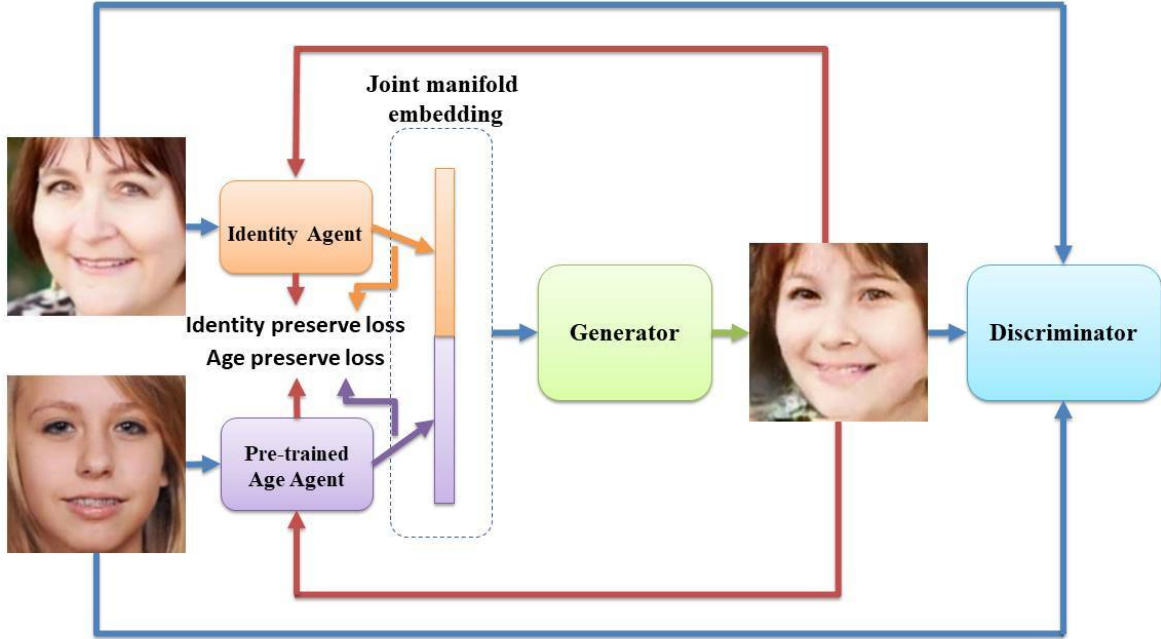 Joint manifold
embedding
Identity Agent
Identity preserve loss
Age preserve loss
Pre-trained
Age Agent
Generator
Discriminator